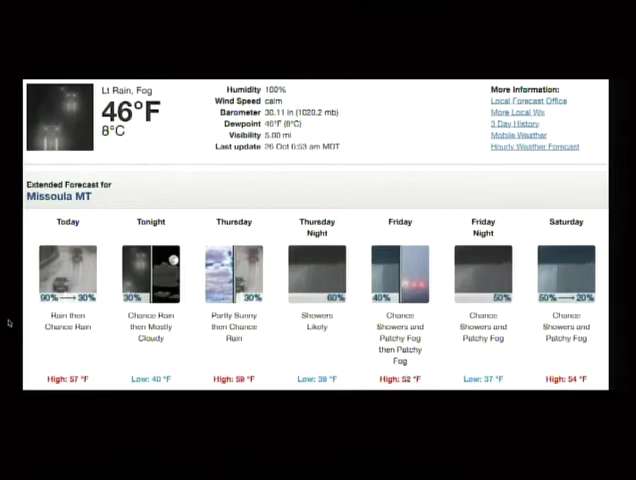 Lt Rain, Fog
46°F
8°C
Humidity 100%
Wind Speed calm
Barometer 30.11 in (1020.2 mb)
Dewpoint 46°F (8°C)
Visibility 5.00 mi
Last update 26 Oct 6:53 am MDT
More Information:
Local Forecast Office
More Local Wx
3 Day History
Mobile Weather
Hourly Weather Forecast
Extended Forecast for
Missoula MT
Today
Tonight
Thursday
Thursday
Night
Friday
Friday
Night
Saturday
90% 30%
30%
30%
60%
40%
50%
50% 20%
Rain then
Chance Rain
Chance Rain
then Mostly
Cloudy
Partly Sunny
then Chance
Rain
Showers
Likely
Chance
Showers and
Patchy Fog
then Patchy
Fog
Chance
Showers and
Patchy Fog
Chance
Showers and
Patchy Fog
High: 57 °F
Low: 40 °F
High: 59 °F
Low: 39 °F
High: 52 °F
Low: 37 °F
High: 54 °F